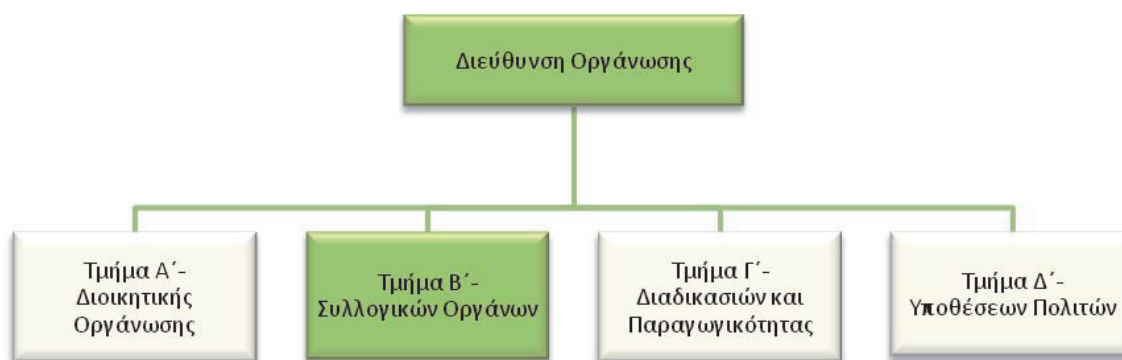 Διεύθυνση Οργάνωσης
Τμήμα Α΄-
Διοικητικής
Οργάνωσης
Τμήμα Β΄-
Συλλογικών Οργάνων
Τμήμα Γ΄-
Διαδικασιών και
Παραγωγικότητας
Τμήμα Δ΄-
Υποθέσεων Πολιτών